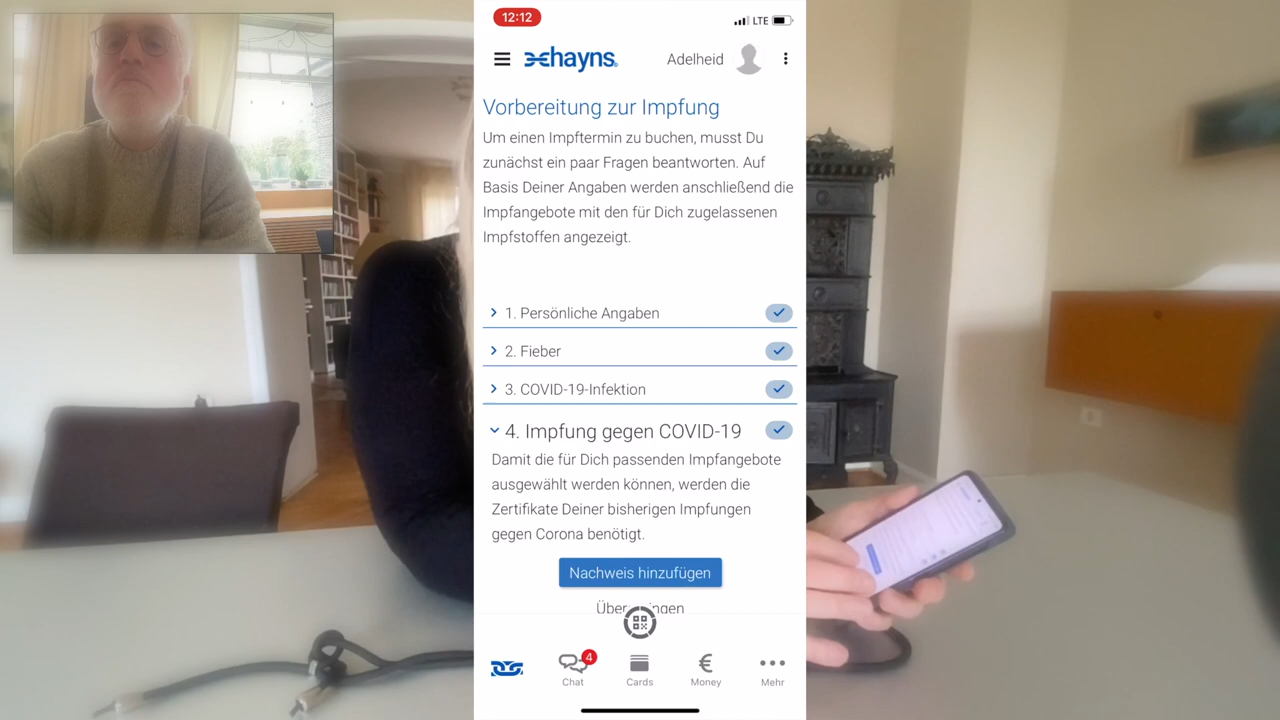 12:12
LTE
chayns.
Adelheid
Vorbereitung zur Impfung
Um einen Impftermin zu buchen, musst Du
zunächst ein paar Fragen beantworten. Auf
Basis Deiner Angaben werden anschließend die
Impfangebote mit den für Dich zugelassenen
Impfstoffen angezeigt.
1. Persönliche Angaben
2. Fieber
3. COVID-19-Infektion
4. Impfung gegen COVID-19
Damit die für Dich passenden Impfangebote
ausgewählt werden können, werden die
Zertifikate Deiner bisherigen Impfungen
gegen Corona benötigt.
Nachweis hinzufügen
4
Chat
Cards
€
Money
Mehr